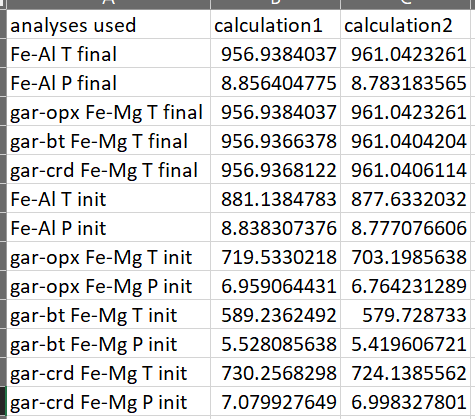 analyses used calculation1 calculation2
Fe-Al T final 956.9384037 961.0423261
Fe-Al P final 8.856404775 8.783183565
gar-opx Fe-Mg T final 956.9384037 961.0423261
gar-bt Fe-Mg T final 956.9366378 961.0404204
gar-crd Fe-Mg T final 956.9368122 961.0406114
Fe-Al T init 881.1384783 877.6332032
Fe-Al P init 8.838307376 8.777076606
gar-opx Fe-Mg T init 719.5330218 703.1985638
gar-opx Fe-Mg P init 6.959064431 6.764231289
gar-bt Fe-Mg T init 589.2362492 579.728733
gar-bt Fe-Mg P init 5.528085638 5.419606721
gar-crd Fe-Mg T init 730.2568298 724.1385562
gar-crd Fe-Mg P init 7.079927649 6.998327801